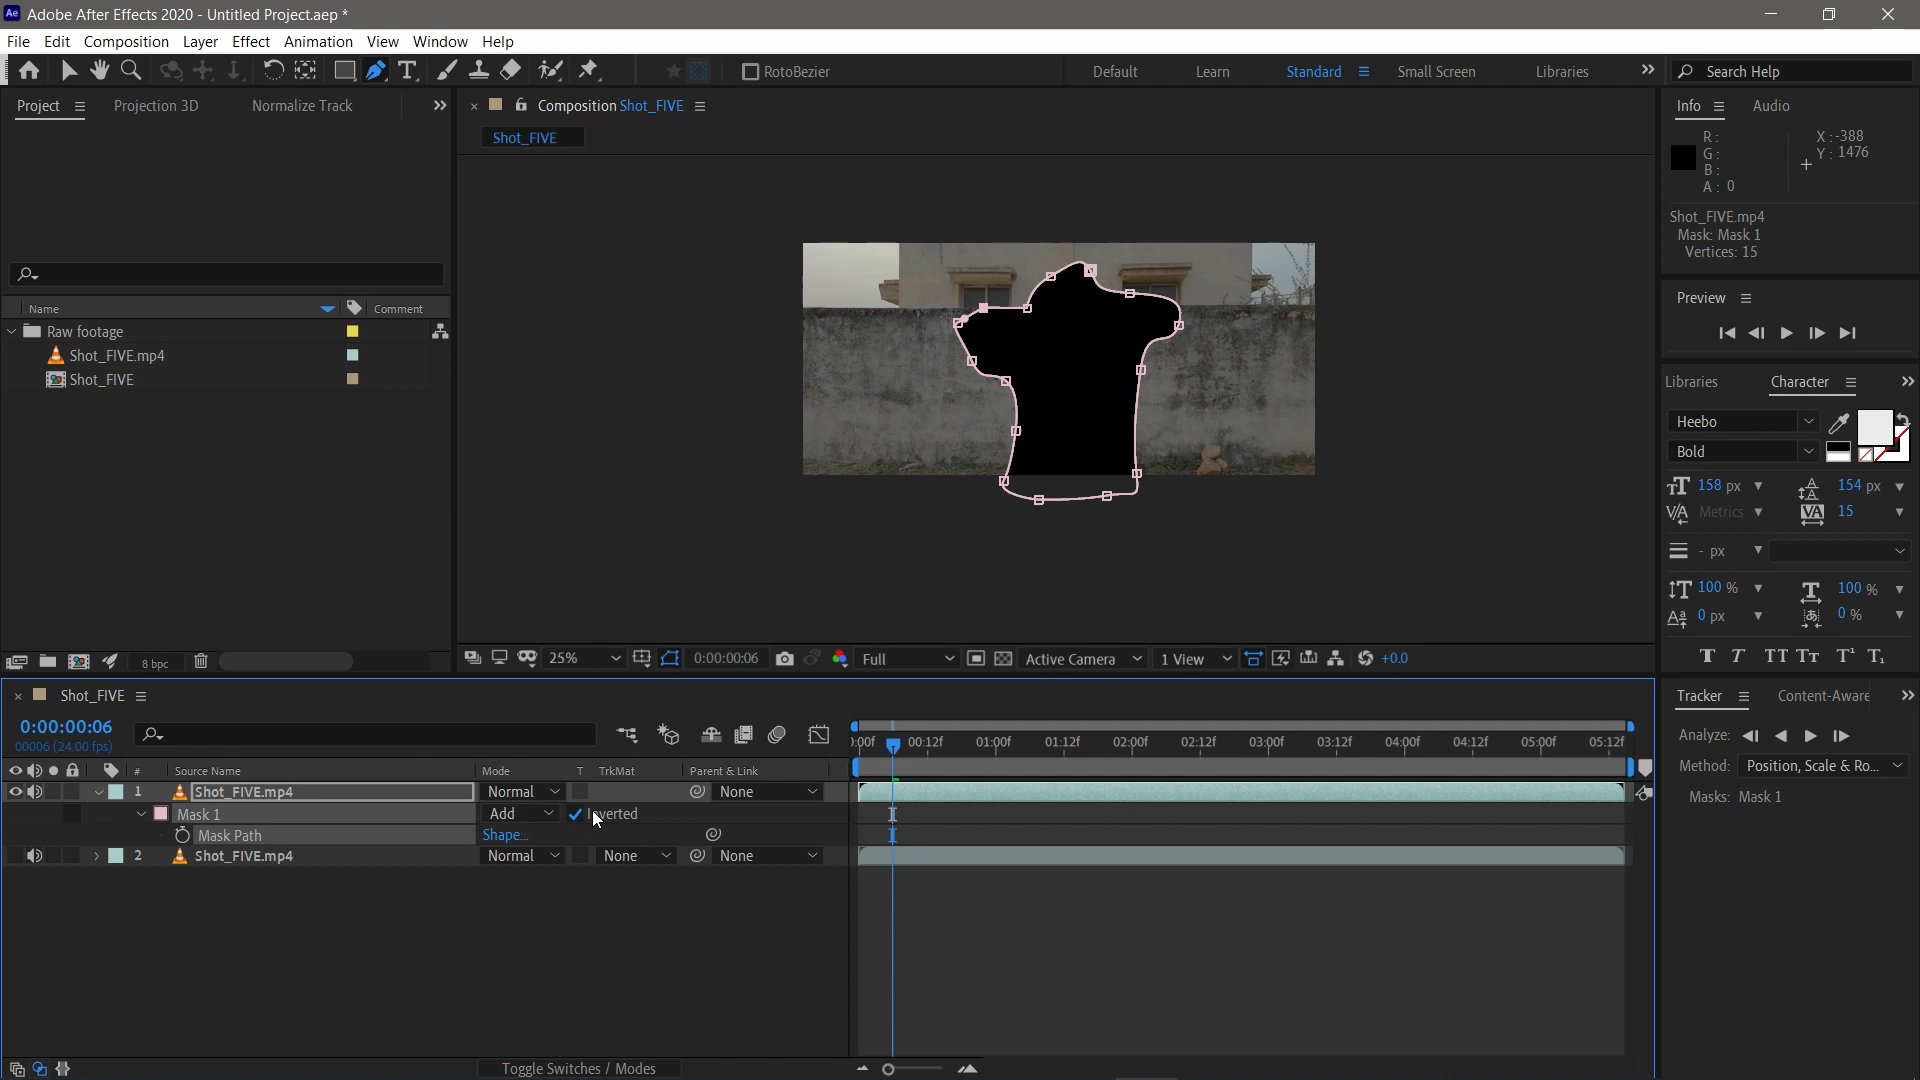 Adobe After Effects 2020 - Untitled Project.aep *
File Edit Composition Layer Effect Animation View Window Help
RotoBezier Default Learn Standard Small Screen Libraries Search Help
Project Projection 3D Normalize Track
Composition Shot_FIVE
Info Audio
Shot_FIVE
R : X :-388
G : Y : 1476
B :
A : 0
Shot_FIVE.mp4
Mask: Mask 1
Vertices: 15
Name Comment
Preview
Raw footage
Shot_FIVE.mp4
Shot_FIVE
Libraries Character
Heebo
Bold
158 px 154 px
Metrics 15
- px
100 % 100 %
0 px 0 %
8 bpc
25% 0:00:00:06 Full Active Camera 1 View +0.0
Shot_FIVE
Tracker Content-Aware
0:00:00:06
00006 (24.00 fps)
Analyze:
):00f 00:12f 01:00f 01:12f 02:00f 02:12f 03:00f 03:12f 04:00f 04:12f 05:00f 05:12f
# Source Name Mode T TrkMat Parent & Link
Method: Position, Scale & Ro...
1 Shot_FIVE.mp4 Normal None
Masks: Mask 1
Mask 1 Add Inverted
Mask Path Shape...
2 Shot_FIVE.mp4 Normal None None
Toggle Switches / Modes